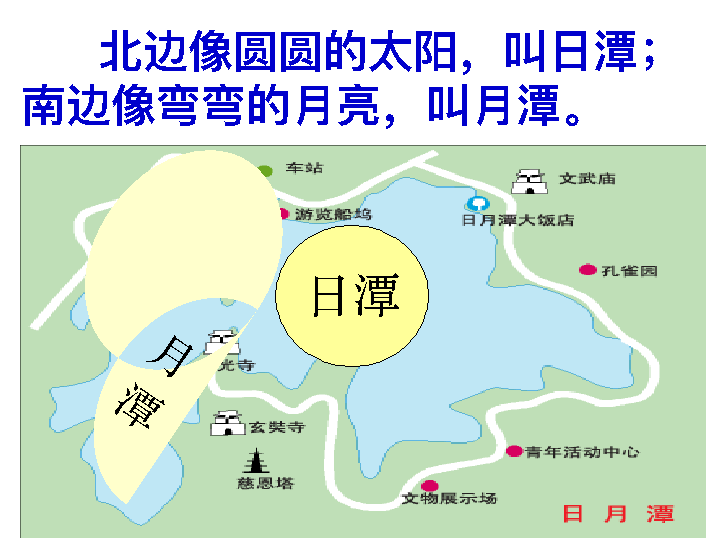 北边像圆圆的太阳，叫日潭；
南边像弯弯的月亮，叫月潭。
车站
文武庙
游览船坞
日月潭大饭店
孔雀园
日潭
月潭
光寺
玄奘寺
慈恩塔
青年活动中心
文物展示场
日月潭